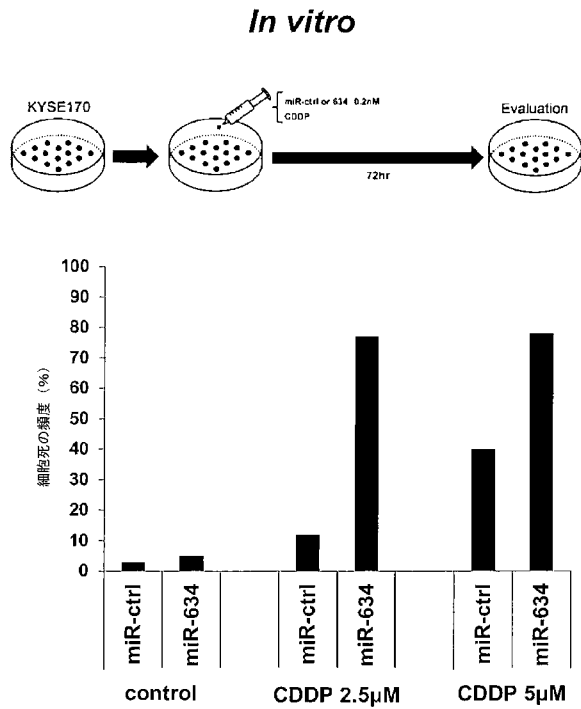 In vitro
KYSE170
miR-ctrl or 634 0.2nM
CDDP
Evaluation
72hr
細胞死の頻度 (%)
100
90
80
70
60
50
40
30
20
10
0
miR-ctrl
miR-634
miR-ctrl
miR-634
miR-ctrl
miR-634
control
CDDP 2.5μM
CDDP 5μM